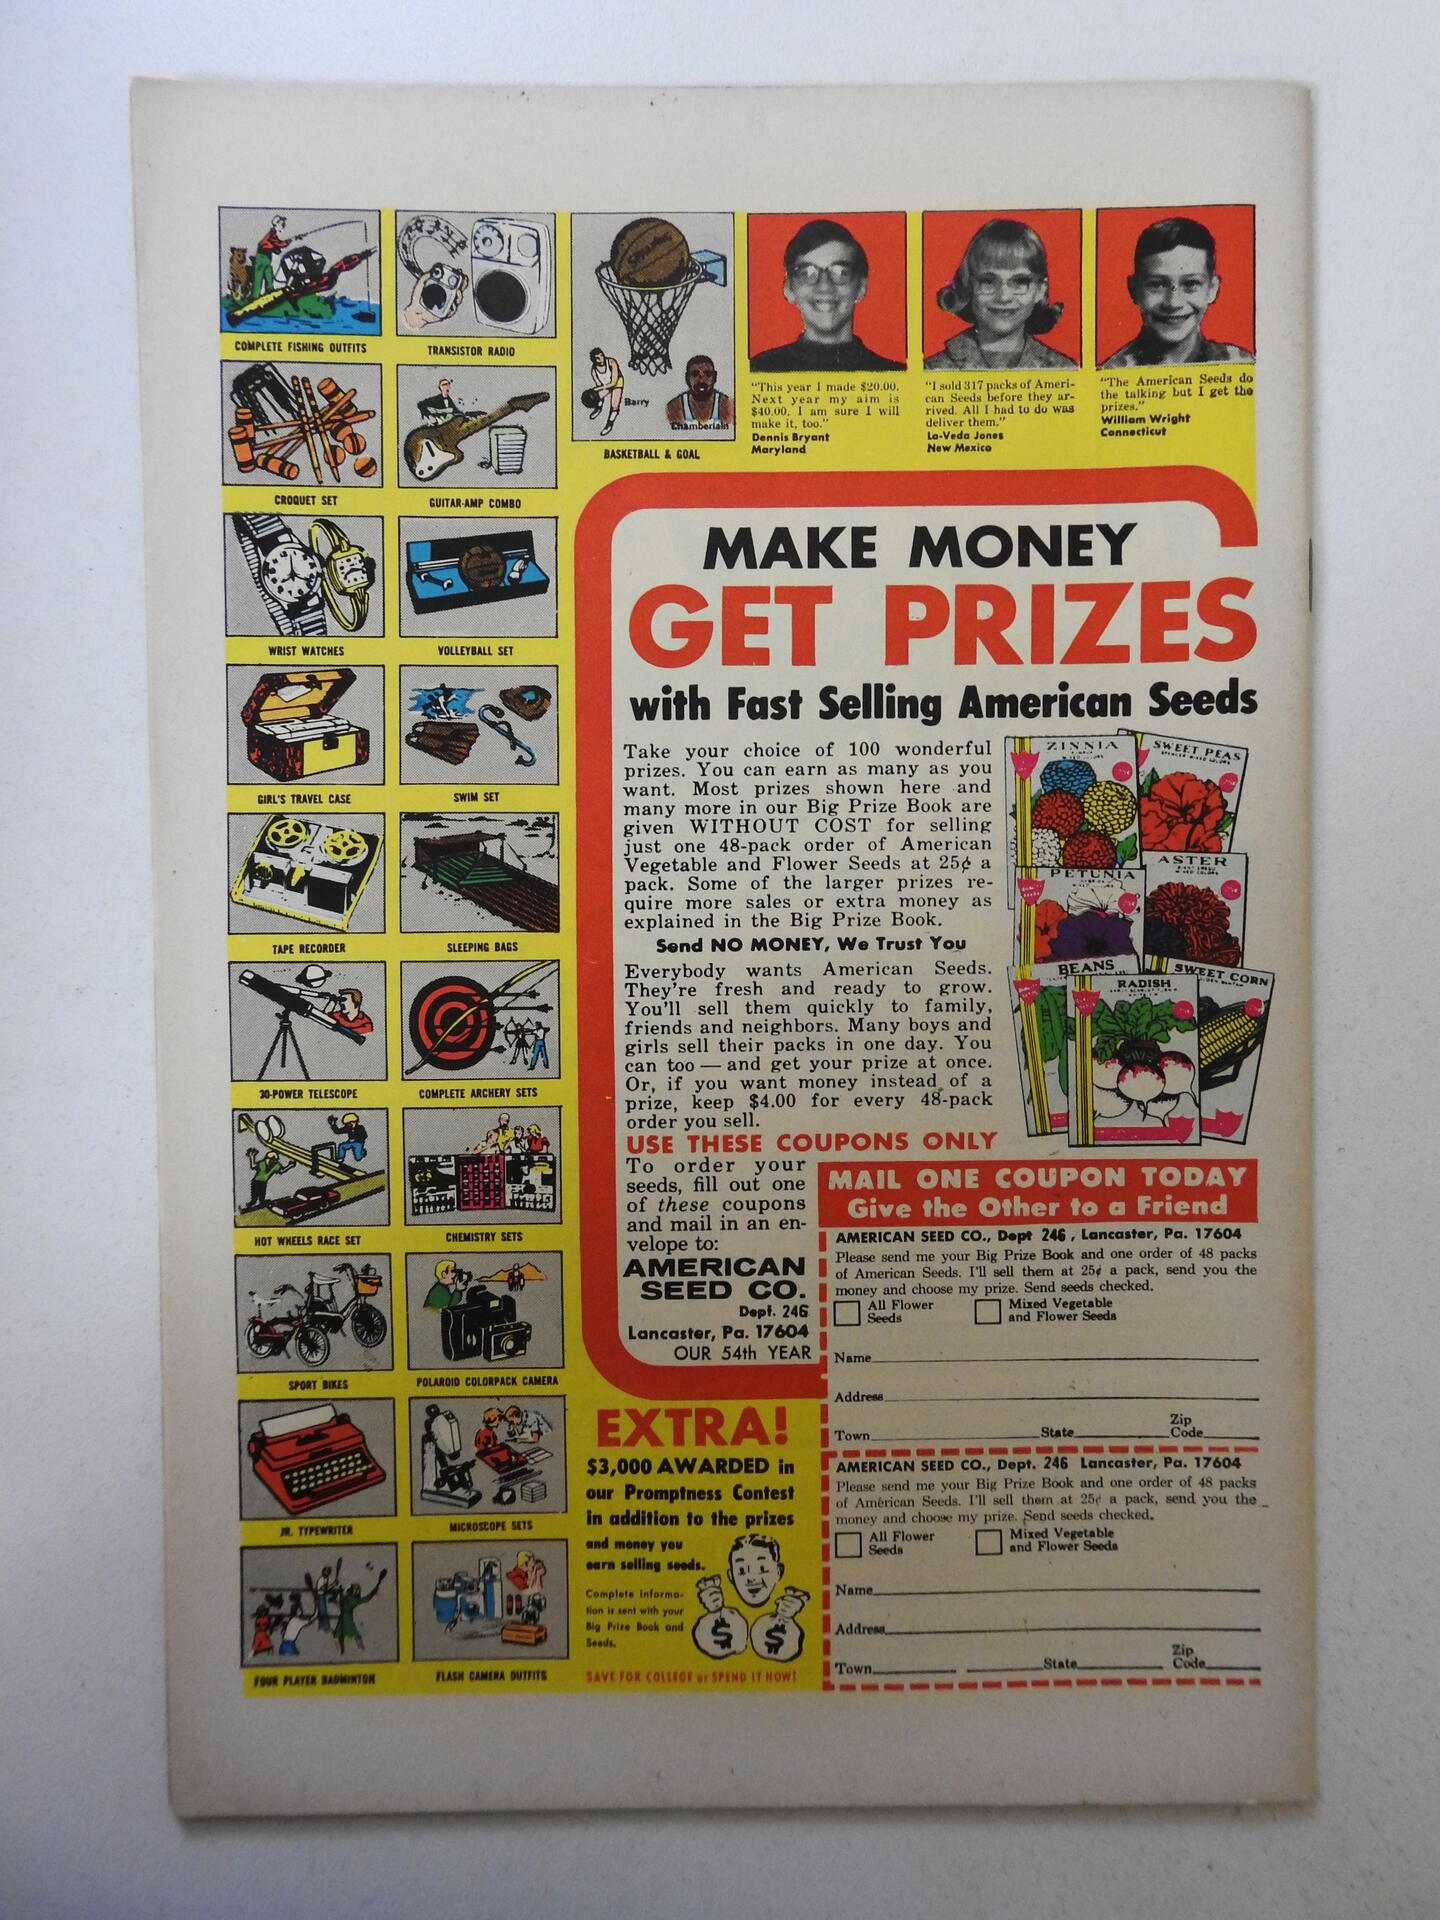 COMPLETE FISHING OUTFITS
TRANSISTOR RADIO
Barry
Chamberlain
BASKETBALL & GOAL
CROQUET SET
GUITAR-AMP COMBO
WRIST WATCHES
VOLLEYBALL SET
GIRL'S TRAVEL CASE
SWIM SET
TAPE RECORDER
SLEEPING BAGS
30-POWER TELESCOPE
COMPLETE ARCHERY SETS
HOT WHEELS RACE SET
CHEMISTRY SETS
SPORT BIKES
POLAROID COLORPACK CAMERA
JR. TYPEWRITER
MICROSCOPE SETS
FOUR PLAYER BADMINTON
FLASH CAMERA OUTFITS
"This year I made $20.00.
Next year my aim is
$40.00. I am sure I will
make it, too."
Dennis Bryant
Maryland
"I sold 317 packs of Ameri-
can Seeds before they ar-
rived. All I had to do was
deliver them."
La-Veda Jones
New Mexico
"The American Seeds do
the talking but I get the
prizes."
William Wright
Connecticut
MAKE MONEY
GET PRIZES
with Fast Selling American Seeds
Take your choice of 100 wonderful
prizes. You can earn as many as you
want. Most prizes shown here and
many more in our Big Prize Book are
given WITHOUT COST for selling
just one 48-pack order of American
Vegetable and Flower Seeds at 25¢ a
pack. Some of the larger prizes re-
quire more sales or extra money as
explained in the Big Prize Book.
Send NO MONEY, We Trust You
Everybody wants American Seeds.
They're fresh and ready to grow.
You'll sell them quickly to family,
friends and neighbors. Many boys and
girls sell their packs in one day. You
can too — and get your prize at once.
Or, if you want money instead of a
prize, keep $4.00 for every 48-pack
order you sell.
ZINNIA
SWEET PEAS
ASTER
PETUNIA
BEANS
SWEET CORN
RADISH
USE THESE COUPONS ONLY
To order your
seeds, fill out one
of these coupons
and mail in an en-
velope to:
AMERICAN
SEED CO.
Dept. 246
Lancaster, Pa. 17604
OUR 54th YEAR
MAIL ONE COUPON TODAY
Give the Other to a Friend
AMERICAN SEED CO., Dept 246, Lancaster, Pa. 17604
Please send me your Big Prize Book and one order of 48 packs
of American Seeds. I'll sell them at 25¢ a pack, send you the
money and choose my prize. Send seeds checked.
All Flower
Seeds
Mixed Vegetable
and Flower Seeds
Name
Address
Town State Zip
Code
AMERICAN SEED CO., Dept. 246 Lancaster, Pa. 17604
Please send me your Big Prize Book and one order of 48 packs
of American Seeds. I'll sell them at 25¢ a pack, send you the
money and choose my prize. Send seeds checked.
All Flower
Seeds
Mixed Vegetable
and Flower Seeds
Name
Address
Town State Zip
Code
EXTRA!
$3,000 AWARDED in
our Promptness Contest
in addition to the prizes
and money you
earn selling seeds.
Complete Informa-
tion is sent with your
Big Prize Book and
Seeds.
$ $
SAVE FOR COLLEGE or SPEND IT NOW!